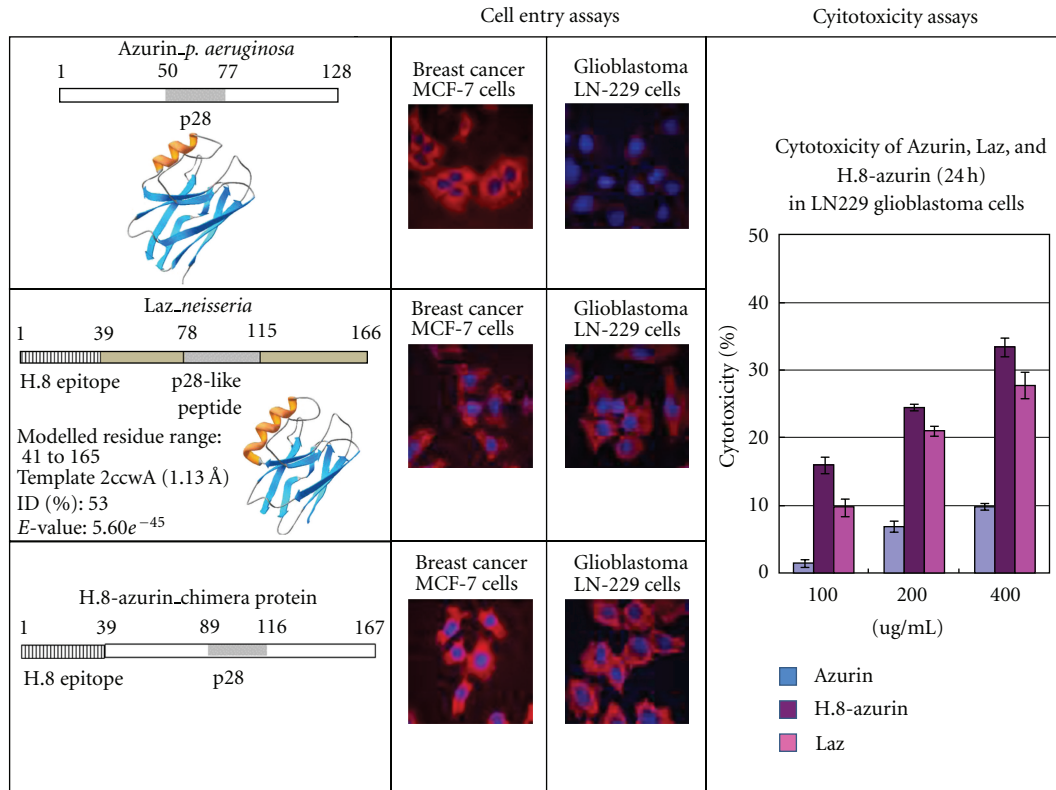 Cell entry assays
Cyitotoxicity assays
Azurin_p. aeruginosa
1 50 77 128
p28
Breast cancer
MCF-7 cells
Glioblastoma
LN-229 cells
Laz_neisseria
1 39 78 115 166
H.8 epitope
p28-like
peptide
Modelled residue range:
41 to 165
Template 2ccwA (1.13 Å)
ID (%): 53
E-value: 5.60e−45
Breast cancer
MCF-7 cells
Glioblastoma
LN-229 cells
H.8-azurin_chimera protein
1 39 89 116 167
H.8 epitope
p28
Breast cancer
MCF-7 cells
Glioblastoma
LN-229 cells
Cytotoxicity of Azurin, Laz, and
H.8-azurin (24 h)
in LN229 glioblastoma cells
Cytotoxicity (%)
50
40
30
20
10
0
100 200 400
(ug/mL)
Azurin
H.8-azurin
Laz